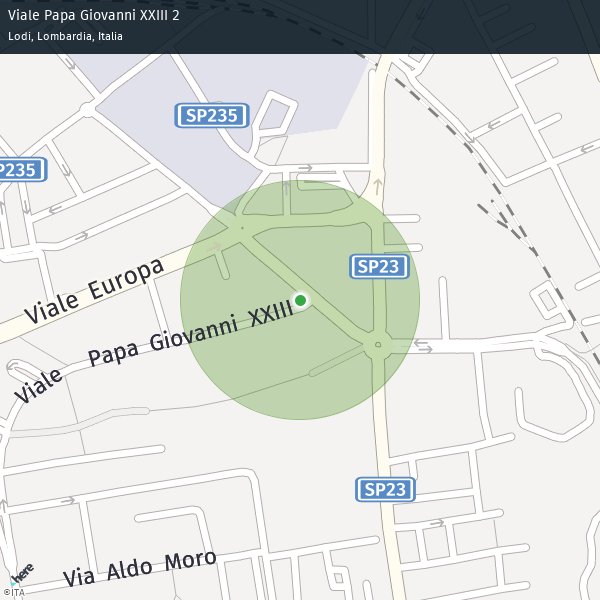 Viale Papa Giovanni XXIII 2
Lodi, Lombardia, Italia
SP235
P235
SP23
Viale Europa
Viale Papa Giovanni XXIII
SP23
Via Aldo Moro
here
©ITA